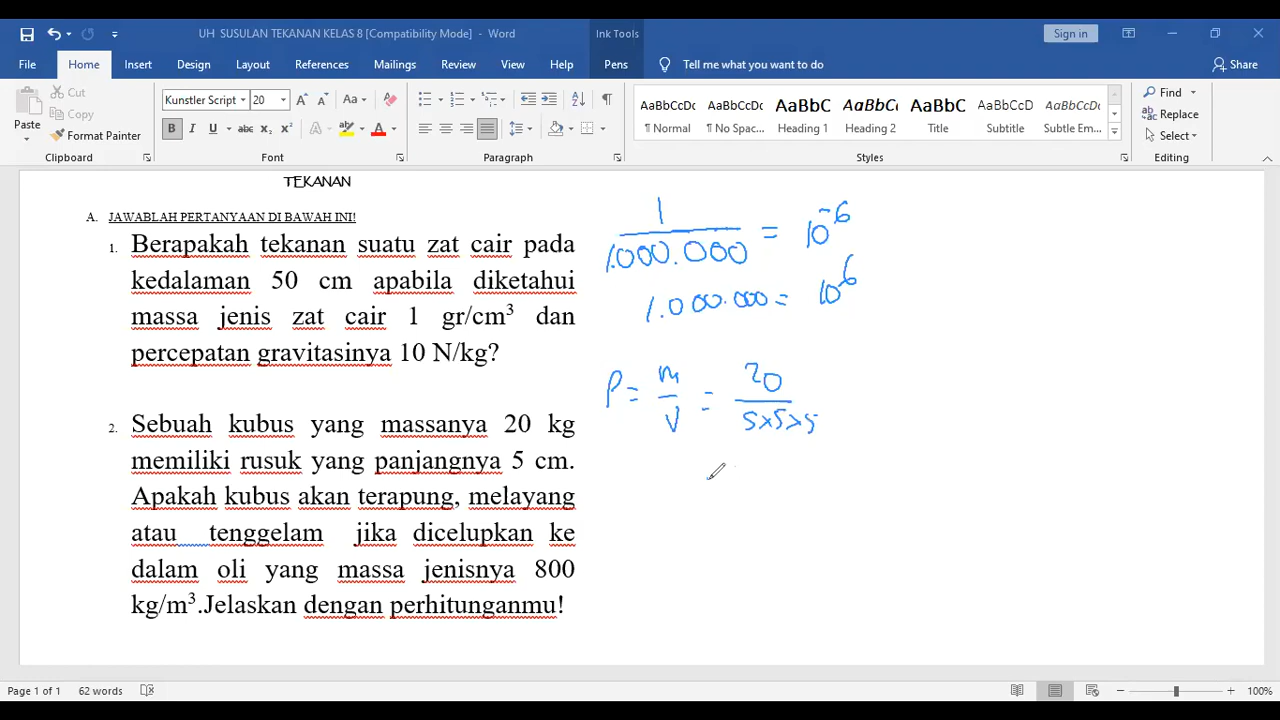 UH SUSULAN TEKANAN KELAS 8 [Compatibility Mode] - Word
Ink Tools
Sign in
File Home Insert Design Layout References Mailings Review View Help Pens Tell me what you want to do Share
Paste
Cut
Copy
Format Painter
Clipboard
Kunstler Script 20
Aa
B I U abc x₂ x² A A
Font
Paragraph
AaBbCcDc AaBbCcDc AaBbC AaBbCc AaBbC AaBbCcDd AaBbCcDd
¶ Normal ¶ No Spac... Heading 1 Heading 2 Title Subtitle Subtle Em...
Styles
Find
Replace
Select
Editing
TEKANAN
A. JAWABLAH PERTANYAAN DI BAWAH INI!
1. Berapakah tekanan suatu zat cair pada
kedalaman 50 cm apabila diketahui
massa jenis zat cair 1 gr/cm³ dan
percepatan gravitasinya 10 N/kg?
2. Sebuah kubus yang massanya 20 kg
memiliki rusuk yang panjangnya 5 cm.
Apakah kubus akan terapung, melayang
atau tenggelam jika dicelupkan ke
dalam oli yang massa jenisnya 800
kg/m³.Jelaskan dengan perhitunganmu!
1
1.000.000 = 10⁻⁶
1.000.000 = 10⁶
ρ = m/V = 20/5x5x5
Page 1 of 1 62 words
100%